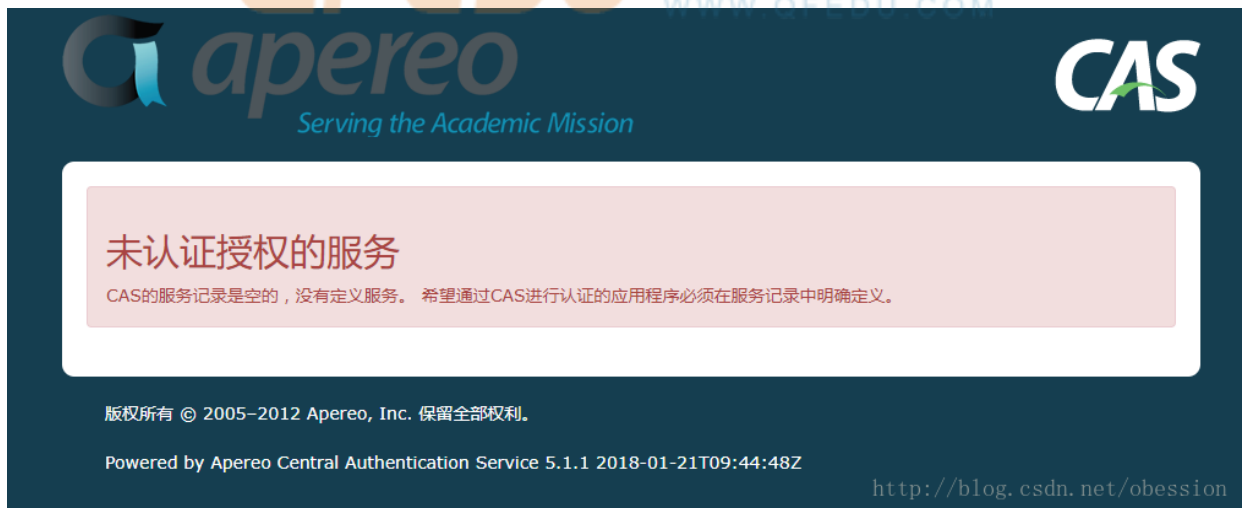 WWW.QFEDU.COM
apereo
CAS
Serving the Academic Mission
未认证授权的服务
CAS的服务记录是空的，没有定义服务。 希望通过CAS进行认证的应用程序必须在服务记录中明确定义。
版权所有 © 2005–2012 Apereo, Inc. 保留全部权利。
Powered by Apereo Central Authentication Service 5.1.1 2018-01-21T09:44:48Z
http://blog.csdn.net/obession